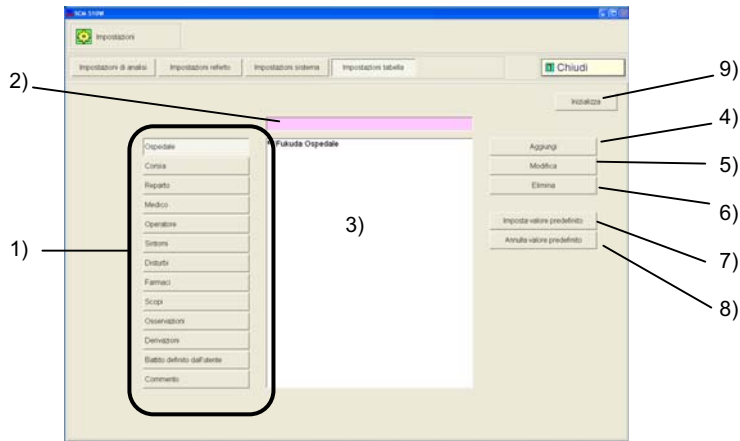 SCM 510W
Impostazioni
Impostazioni di analisi Impostazioni referto Impostazioni sistema Impostazioni tabella Chiudi
9)
2)
Inizializza
4)
Ospedale
* Fukuda Ospedale
Aggiungi
Corsia
Modifica
5)
Reparto
Elimina
Medico
6)
Operatore
Imposta valore predefinito
3)
1)
Sintomi
Annulla valore predefinito
7)
Disturbi
Farmaci
8)
Scopi
Osservazioni
Derivazioni
Battito definito dall'utente
Commento